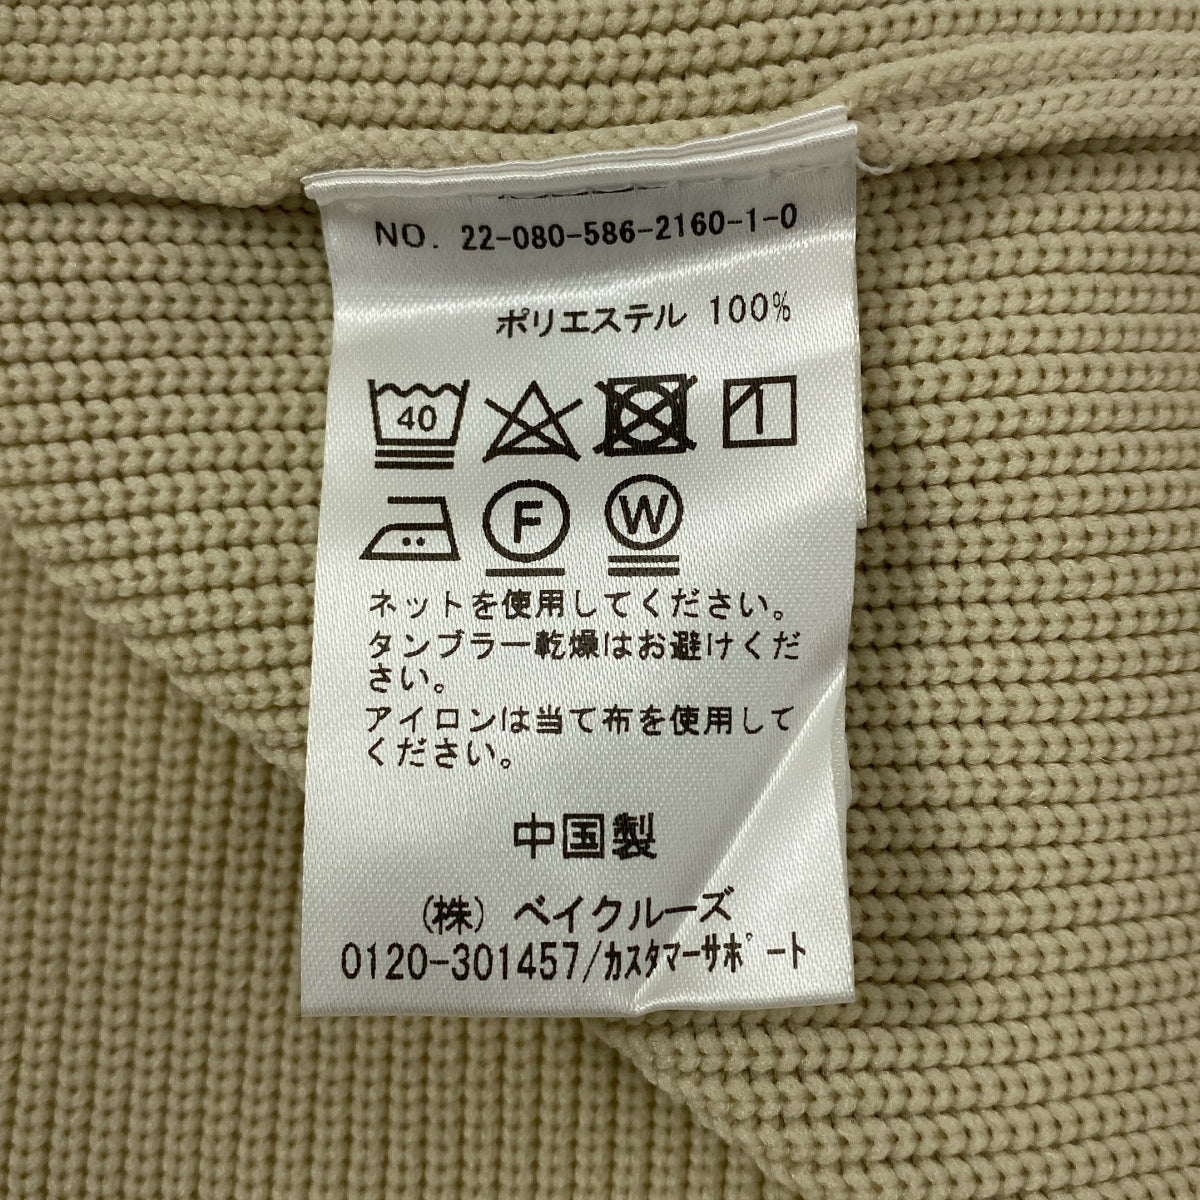 NO. 22-080-586-2160-1-0
ポリエステル 100%
40
F W
ネットを使用してください。
タンブラー乾燥はお避けくだ
さい。
アイロンは当て布を使用して
ください。
中国製
(株) ベイクルーズ
0120-301457/カスタマーサポート